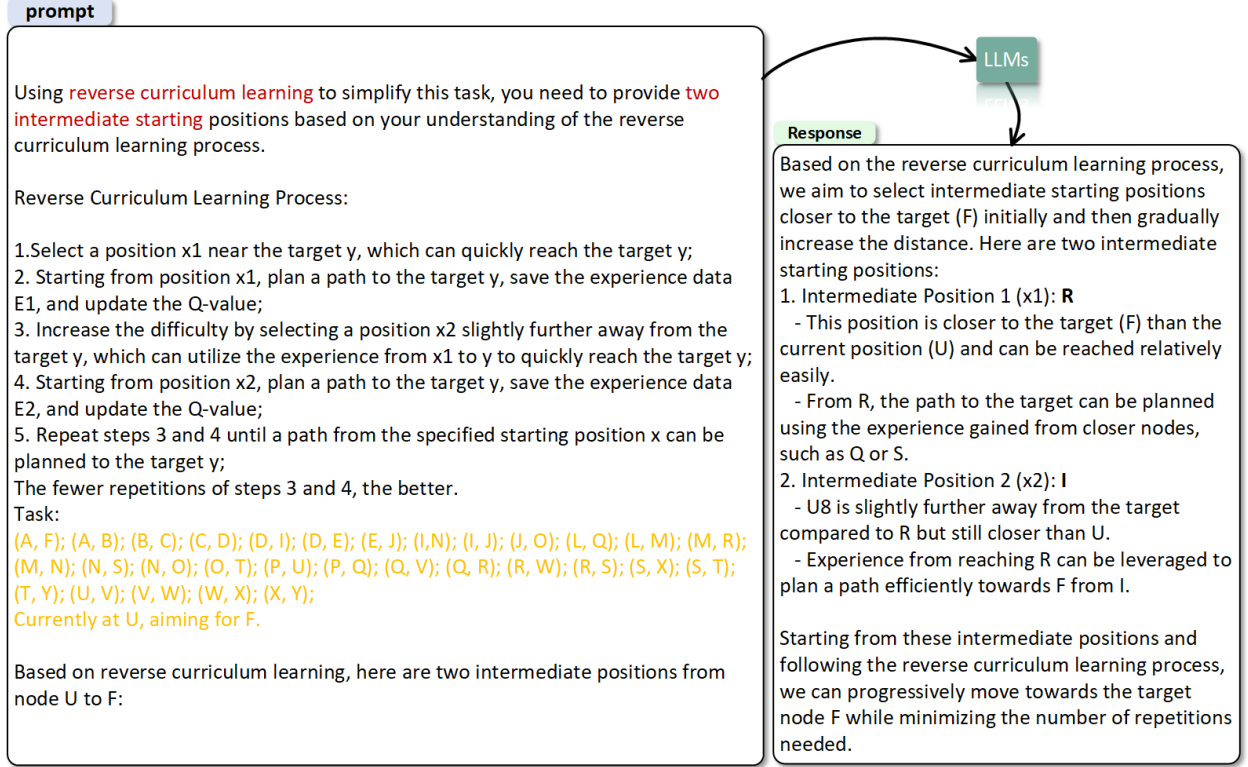 prompt
Using reverse curriculum learning to simplify this task, you need to provide two
intermediate starting positions based on your understanding of the reverse
curriculum learning process.
Reverse Curriculum Learning Process:
1.Select a position x1 near the target y, which can quickly reach the target y;
2. Starting from position x1, plan a path to the target y, save the experience data
E1, and update the Q-value;
3. Increase the difficulty by selecting a position x2 slightly further away from the
target y, which can utilize the experience from x1 to y to quickly reach the target y;
4. Starting from position x2, plan a path to the target y, save the experience data
E2, and update the Q-value;
5. Repeat steps 3 and 4 until a path from the specified starting position x can be
planned to the target y;
The fewer repetitions of steps 3 and 4, the better.
Task:
(A, F); (A, B); (B, C); (C, D); (D, I); (D, E); (E, J); (I,N); (I, J); (J, O); (L, Q); (L, M); (M, R);
(M, N); (N, S); (N, O); (O, T); (P, U); (P, Q); (Q, V); (Q, R); (R, W); (R, S); (S, X); (S, T);
(T, Y); (U, V); (V, W); (W, X); (X, Y);
Currently at U, aiming for F.
Based on reverse curriculum learning, here are two intermediate positions from
node U to F:
LLMs
Response
Based on the reverse curriculum learning process,
we aim to select intermediate starting positions
closer to the target (F) initially and then gradually
increase the distance. Here are two intermediate
starting positions:
1. Intermediate Position 1 (x1): R
- This position is closer to the target (F) than the
current position (U) and can be reached relatively
easily.
- From R, the path to the target can be planned
using the experience gained from closer nodes,
such as Q or S.
2. Intermediate Position 2 (x2): I
- U8 is slightly further away from the target
compared to R but still closer than U.
- Experience from reaching R can be leveraged to
plan a path efficiently towards F from I.
Starting from these intermediate positions and
following the reverse curriculum learning process,
we can progressively move towards the target
node F while minimizing the number of repetitions
needed.